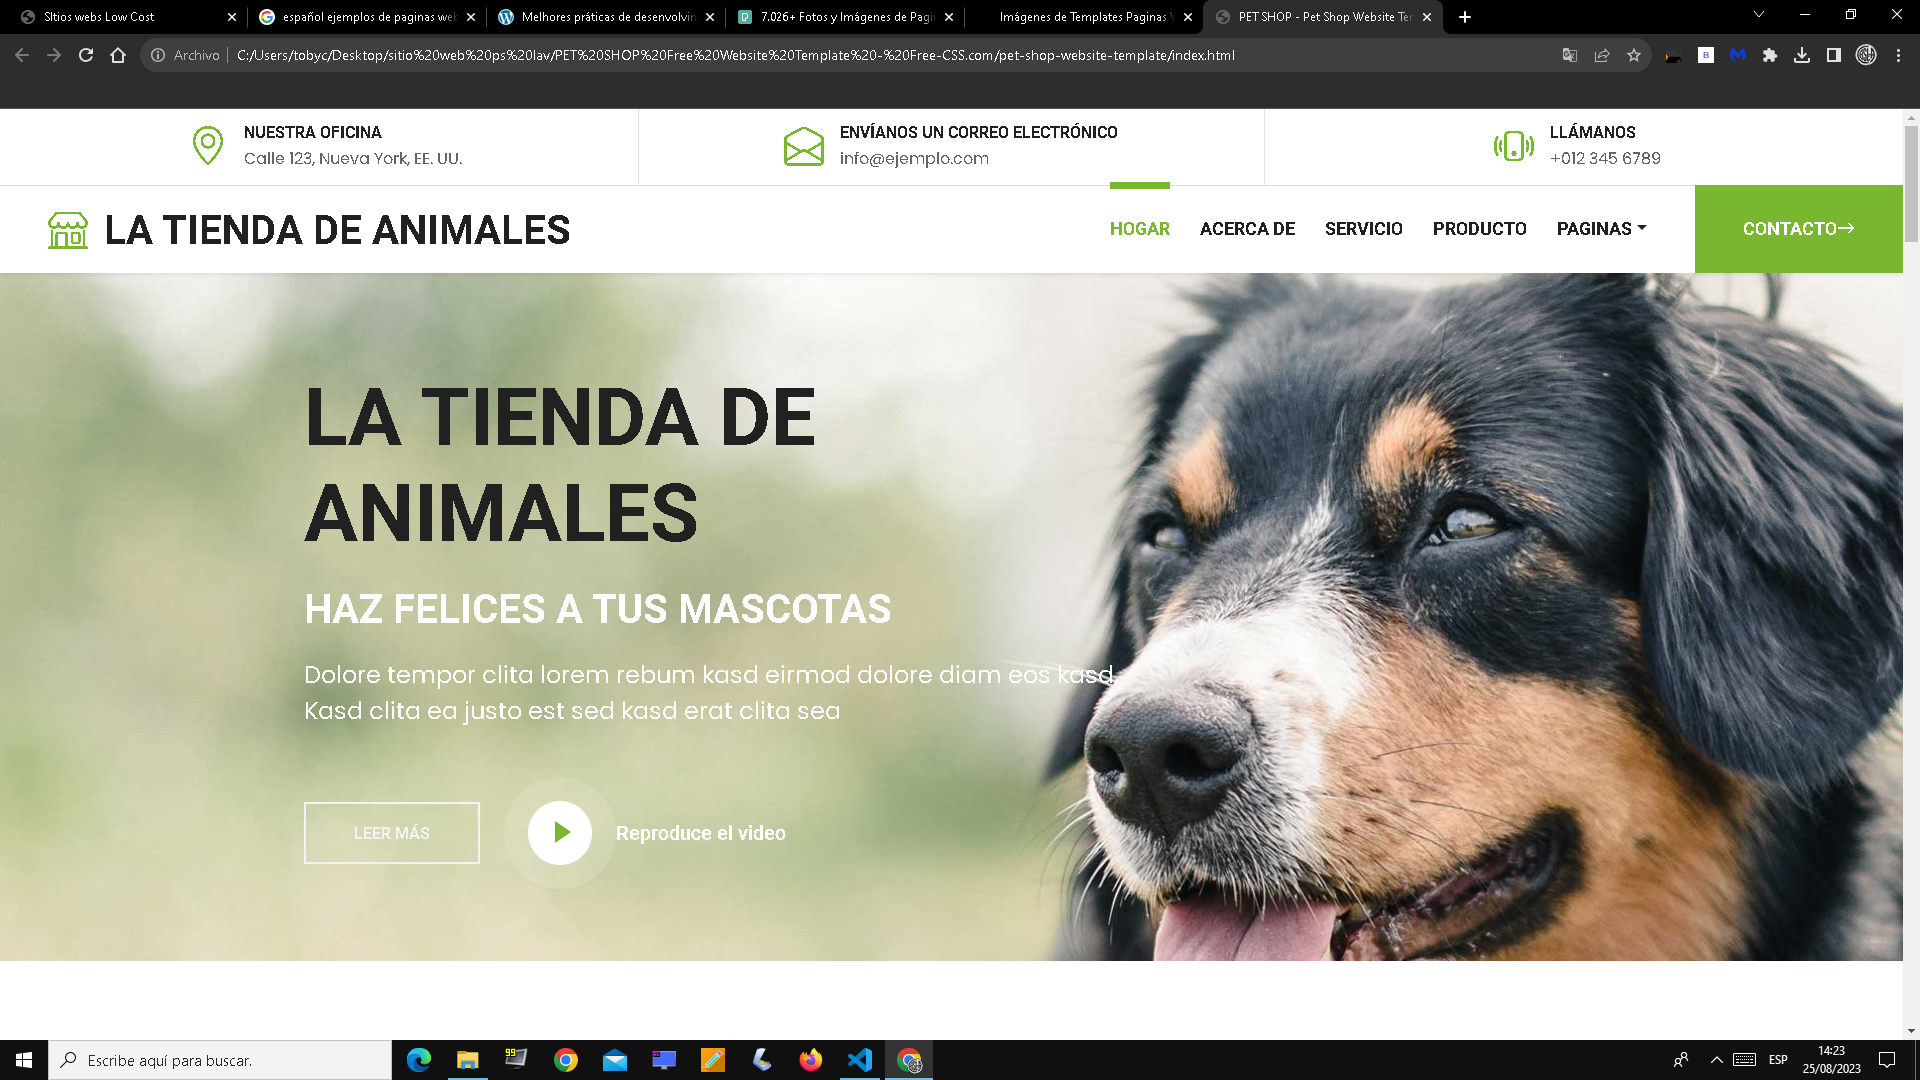 SItios webs Low Cost
español ejemplos de paginas web
Melhores práticas de desenvolvin
7.026+ Fotos y Imágenes de Pagin
Imágenes de Templates Paginas W
PET SHOP - Pet Shop Website Tem
Archivo
C:/Users/tobyc/Desktop/sitio%20web%20ps%20lav/PET%20SHOP%20Free%20Website%20Template%20-%20Free-CSS.com/pet-shop-website-template/index.html
NUESTRA OFICINA
Calle 123, Nueva York, EE. UU.
ENVÍANOS UN CORREO ELECTRÓNICO
info@ejemplo.com
LLÁMANOS
+012 345 6789
LA TIENDA DE ANIMALES
HOGAR ACERCA DE SERVICIO PRODUCTO PAGINAS CONTACTO→
LA TIENDA DE
ANIMALES
HAZ FELICES A TUS MASCOTAS
Dolore tempor clita lorem rebum kasd eirmod dolore diam eos kasd.
Kasd clita ea justo est sed kasd erat clita sea
LEER MÁS
Reproduce el video
Escribe aquí para buscar.
99
ESP
14:23
25/08/2023